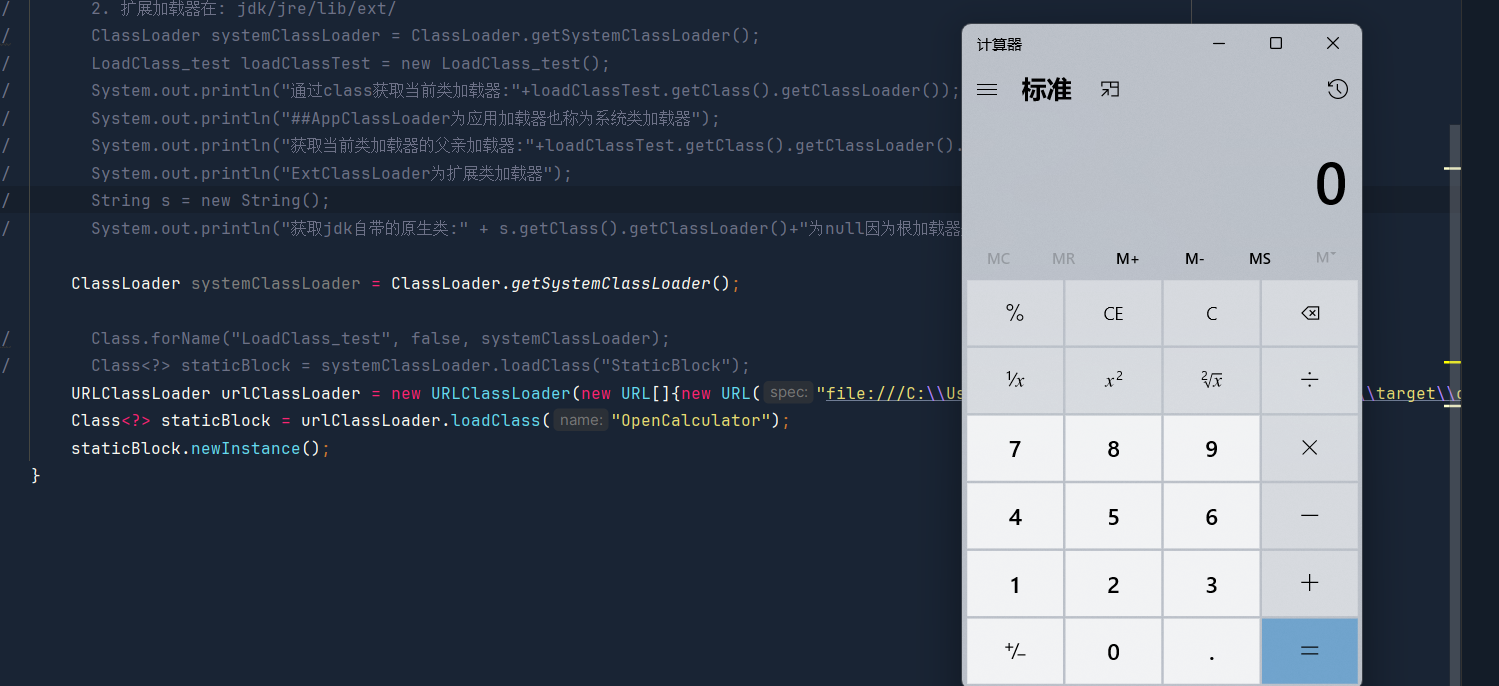 / 2. 扩展加载器在: jdk/jre/lib/ext/
/ ClassLoader systemClassLoader = ClassLoader.getSystemClassLoader();
/ LoadClass_test loadClassTest = new LoadClass_test();
/ System.out.println("通过class获取当前类加载器:"+loadClassTest.getClass().getClassLoader());
/ System.out.println("##AppClassLoader为应用加载器也称为系统类加载器");
/ System.out.println("获取当前类加载器的父亲加载器:"+loadClassTest.getClass().getClassLoader().
/ System.out.println("ExtClassLoader为扩展类加载器");
/ String s = new String();
/ System.out.println("获取jdk自带的原生类:" + s.getClass().getClassLoader()+"为null因为根加载器
ClassLoader systemClassLoader = ClassLoader.getSystemClassLoader();
/ Class.forName("LoadClass_test", false, systemClassLoader);
/ Class<?> staticBlock = systemClassLoader.loadClass("StaticBlock");
URLClassLoader urlClassLoader = new URLClassLoader(new URL[]{new URL( spec: "file:///C:\\Us \\target\\c
Class<?> staticBlock = urlClassLoader.loadClass( name: "OpenCalculator");
staticBlock.newInstance();
}
计算器
标准
0
MC MR M+ M- MS M˅
% CE C
¹⁄x x² ²√x ÷
7 8 9 ×
4 5 6 −
1 2 3 +
+/− 0 . =